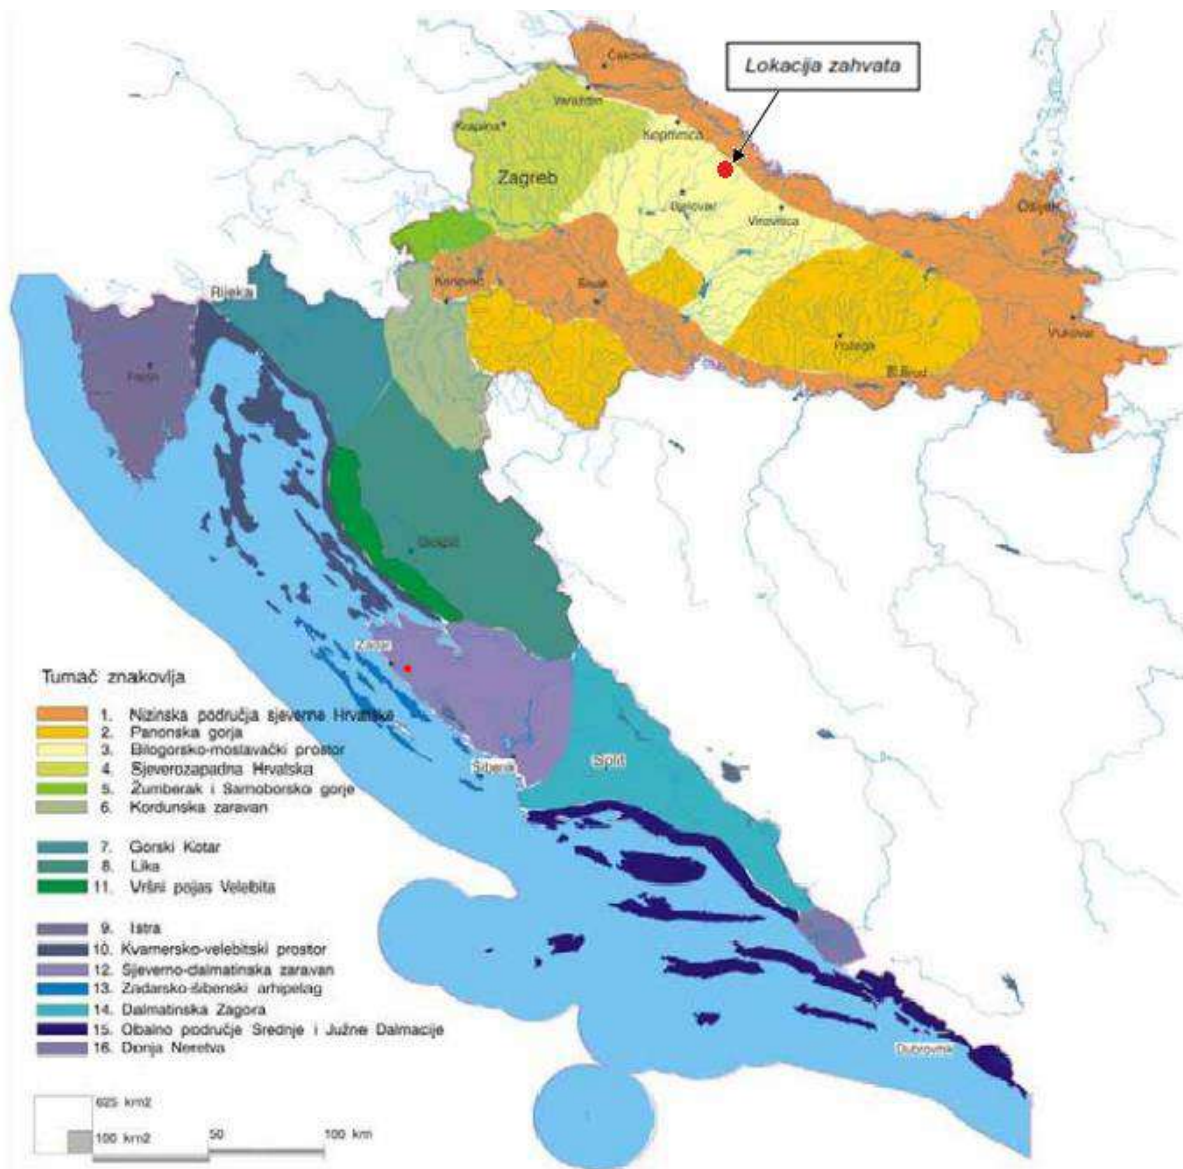 Čakovec
Lokacija zahvata
Varaždin
Krapina
Koprivnica
Zagreb
Bjelovar
Virovitica
Osijek
Karlovac
Sisak
Rijeka
Požega
Vukovar
Sl.Brod
Pazin
Gospić
Zadar
Tumač znakovlja
1. Nizinska područja sjeverne Hrvatske
2. Panonska gorja
3. Bilogorsko-moslavački prostor
4. Sjeverozapadna Hrvatska
5. Žumberak i Samoborsko gorje
6. Kordunska zaravan
Šibenik
Split
7. Gorski Kotar
8. Lika
11. Vršni pojas Velebita
9. Istra
10. Kvarnersko-velebitski prostor
12. Sjeverno-dalmatinska zaravan
13. Zadarsko-šibenski arhipelag
14. Dalmatinska Zagora
15. Obalno područje Srednje i Južne Dalmacije
16. Donja Neretva
Dubrovnik
625 km2
100 km2
50
100 km